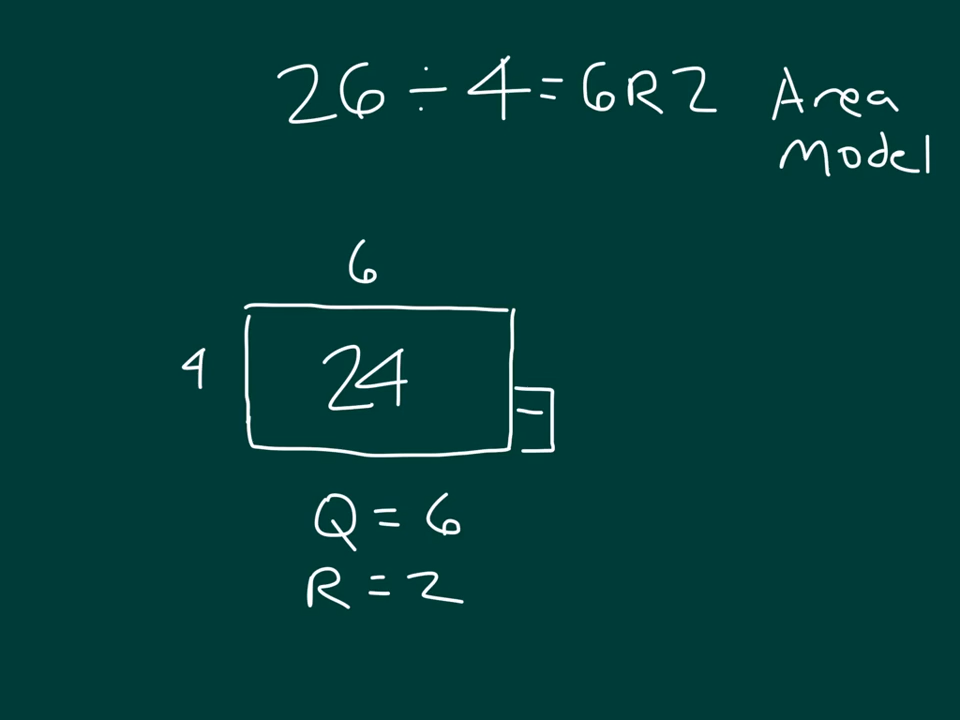 26 ÷ 4 = 6R2
Area
Model
6
4
24
Q = 6
R = 2